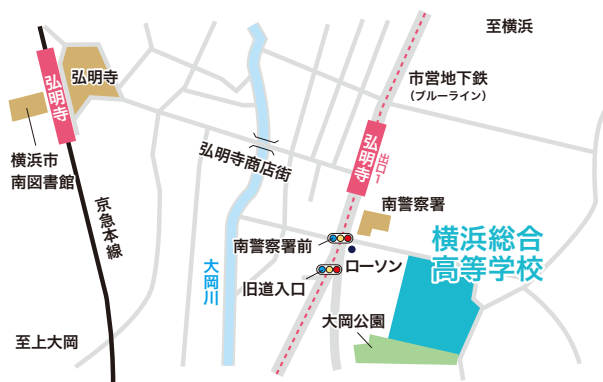 至横浜
弘明寺
弘明寺
市営地下鉄
(ブルーライン)
横浜市
南図書館
弘明寺商店街
弘明寺
出口1
京急本線
南警察署
南警察署前
横浜総合
高等学校
大岡川
ローソン
旧道入口
大岡公園
至上大岡